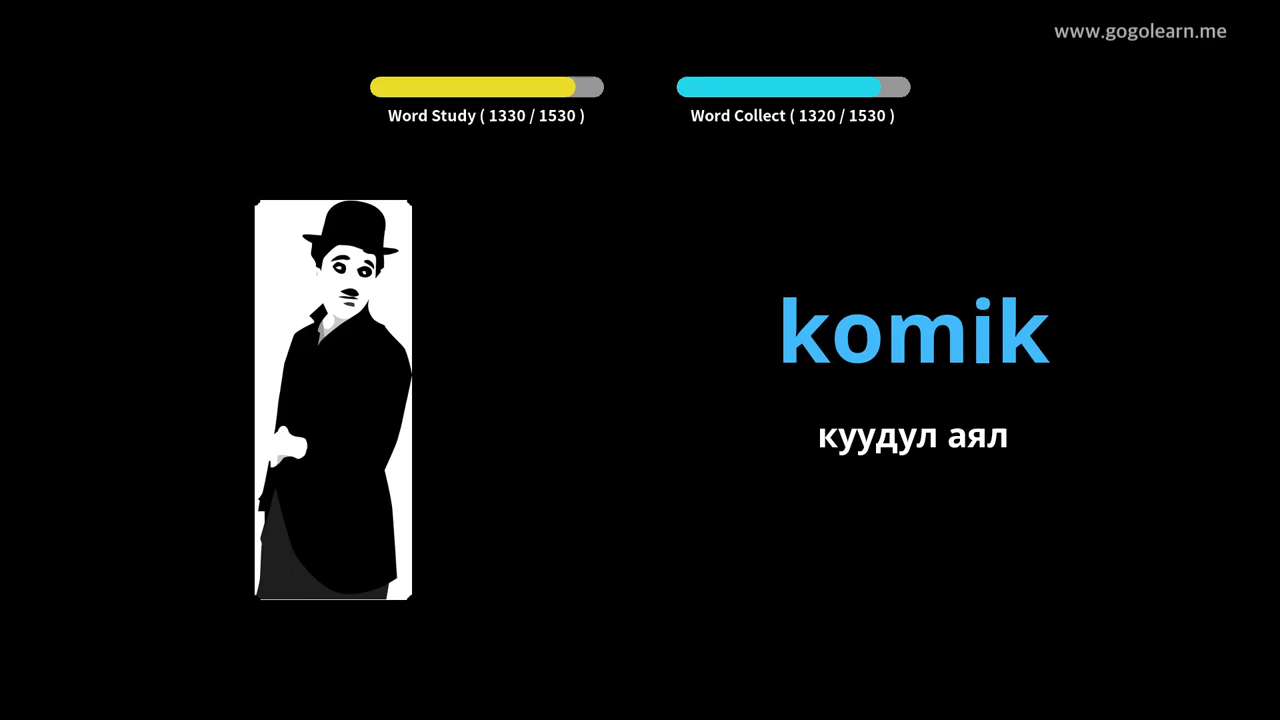 www.gogolearn.me
Word Study ( 1330 / 1530 )
Word Collect ( 1320 / 1530 )
komik
куудул аял